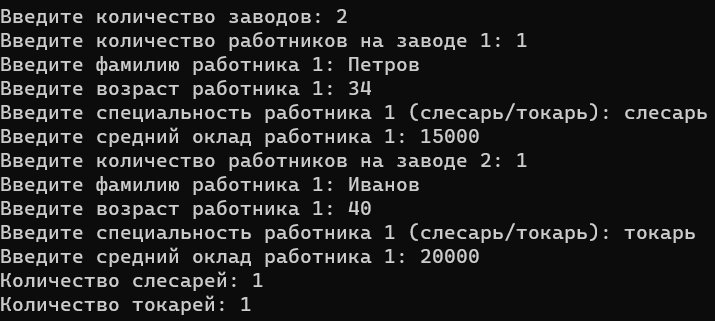 Введите количество заводов: 2
Введите количество работников на заводе 1: 1
Введите фамилию работника 1: Петров
Введите возраст работника 1: 34
Введите специальность работника 1 (слесарь/токарь): слесарь
Введите средний оклад работника 1: 15000
Введите количество работников на заводе 2: 1
Введите фамилию работника 1: Иванов
Введите возраст работника 1: 40
Введите специальность работника 1 (слесарь/токарь): токарь
Введите средний оклад работника 1: 20000
Количество слесарей: 1
Количество токарей: 1